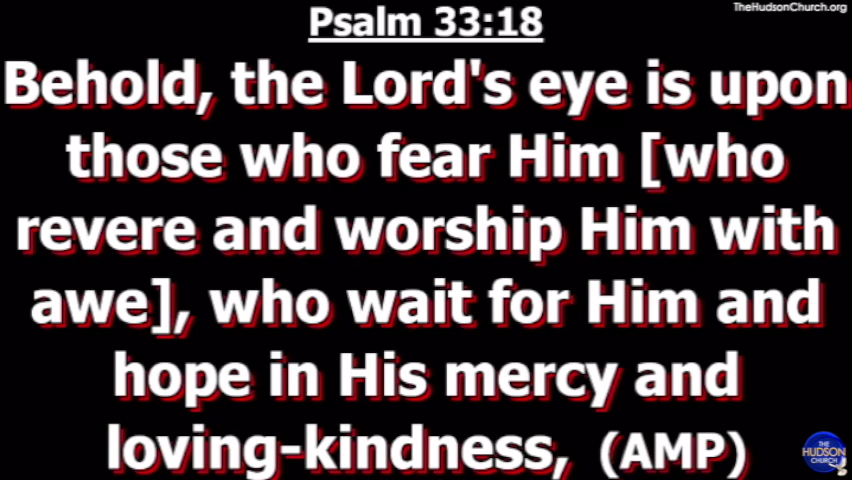 TheHudsonChurch.org
Psalm 33:18
Behold, the Lord's eye is upon
those who fear Him [who
revere and worship Him with
awe], who wait for Him and
hope in His mercy and
loving-kindness, (AMP)
THE
HUDSON
CHURCH